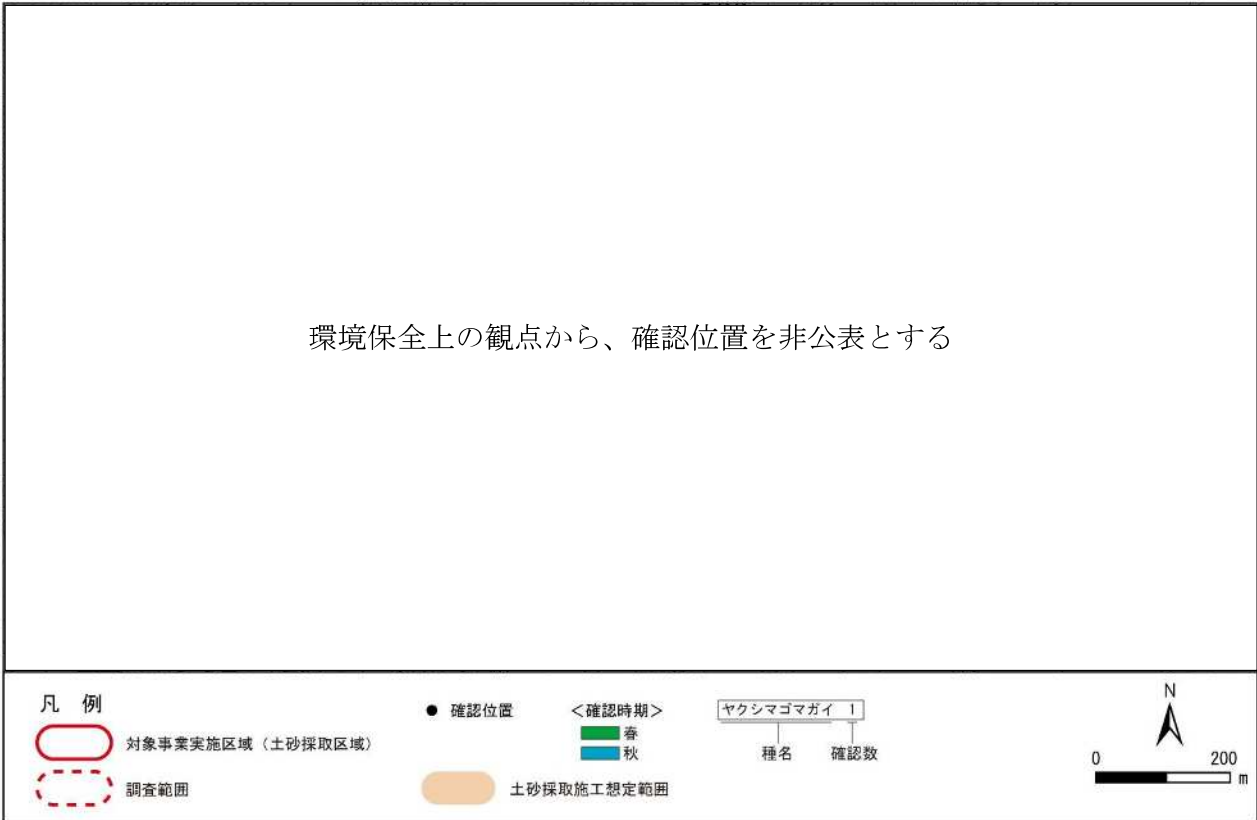 環境保全上の観点から、確認位置を非公表とする
凡 例
対象事業実施区域（土砂採取区域）
調査範囲
● 確認位置
＜確認時期＞
春
秋
土砂採取施工想定範囲
ヤクシマゴマガイ 1
種名 確認数
N
0 200
m